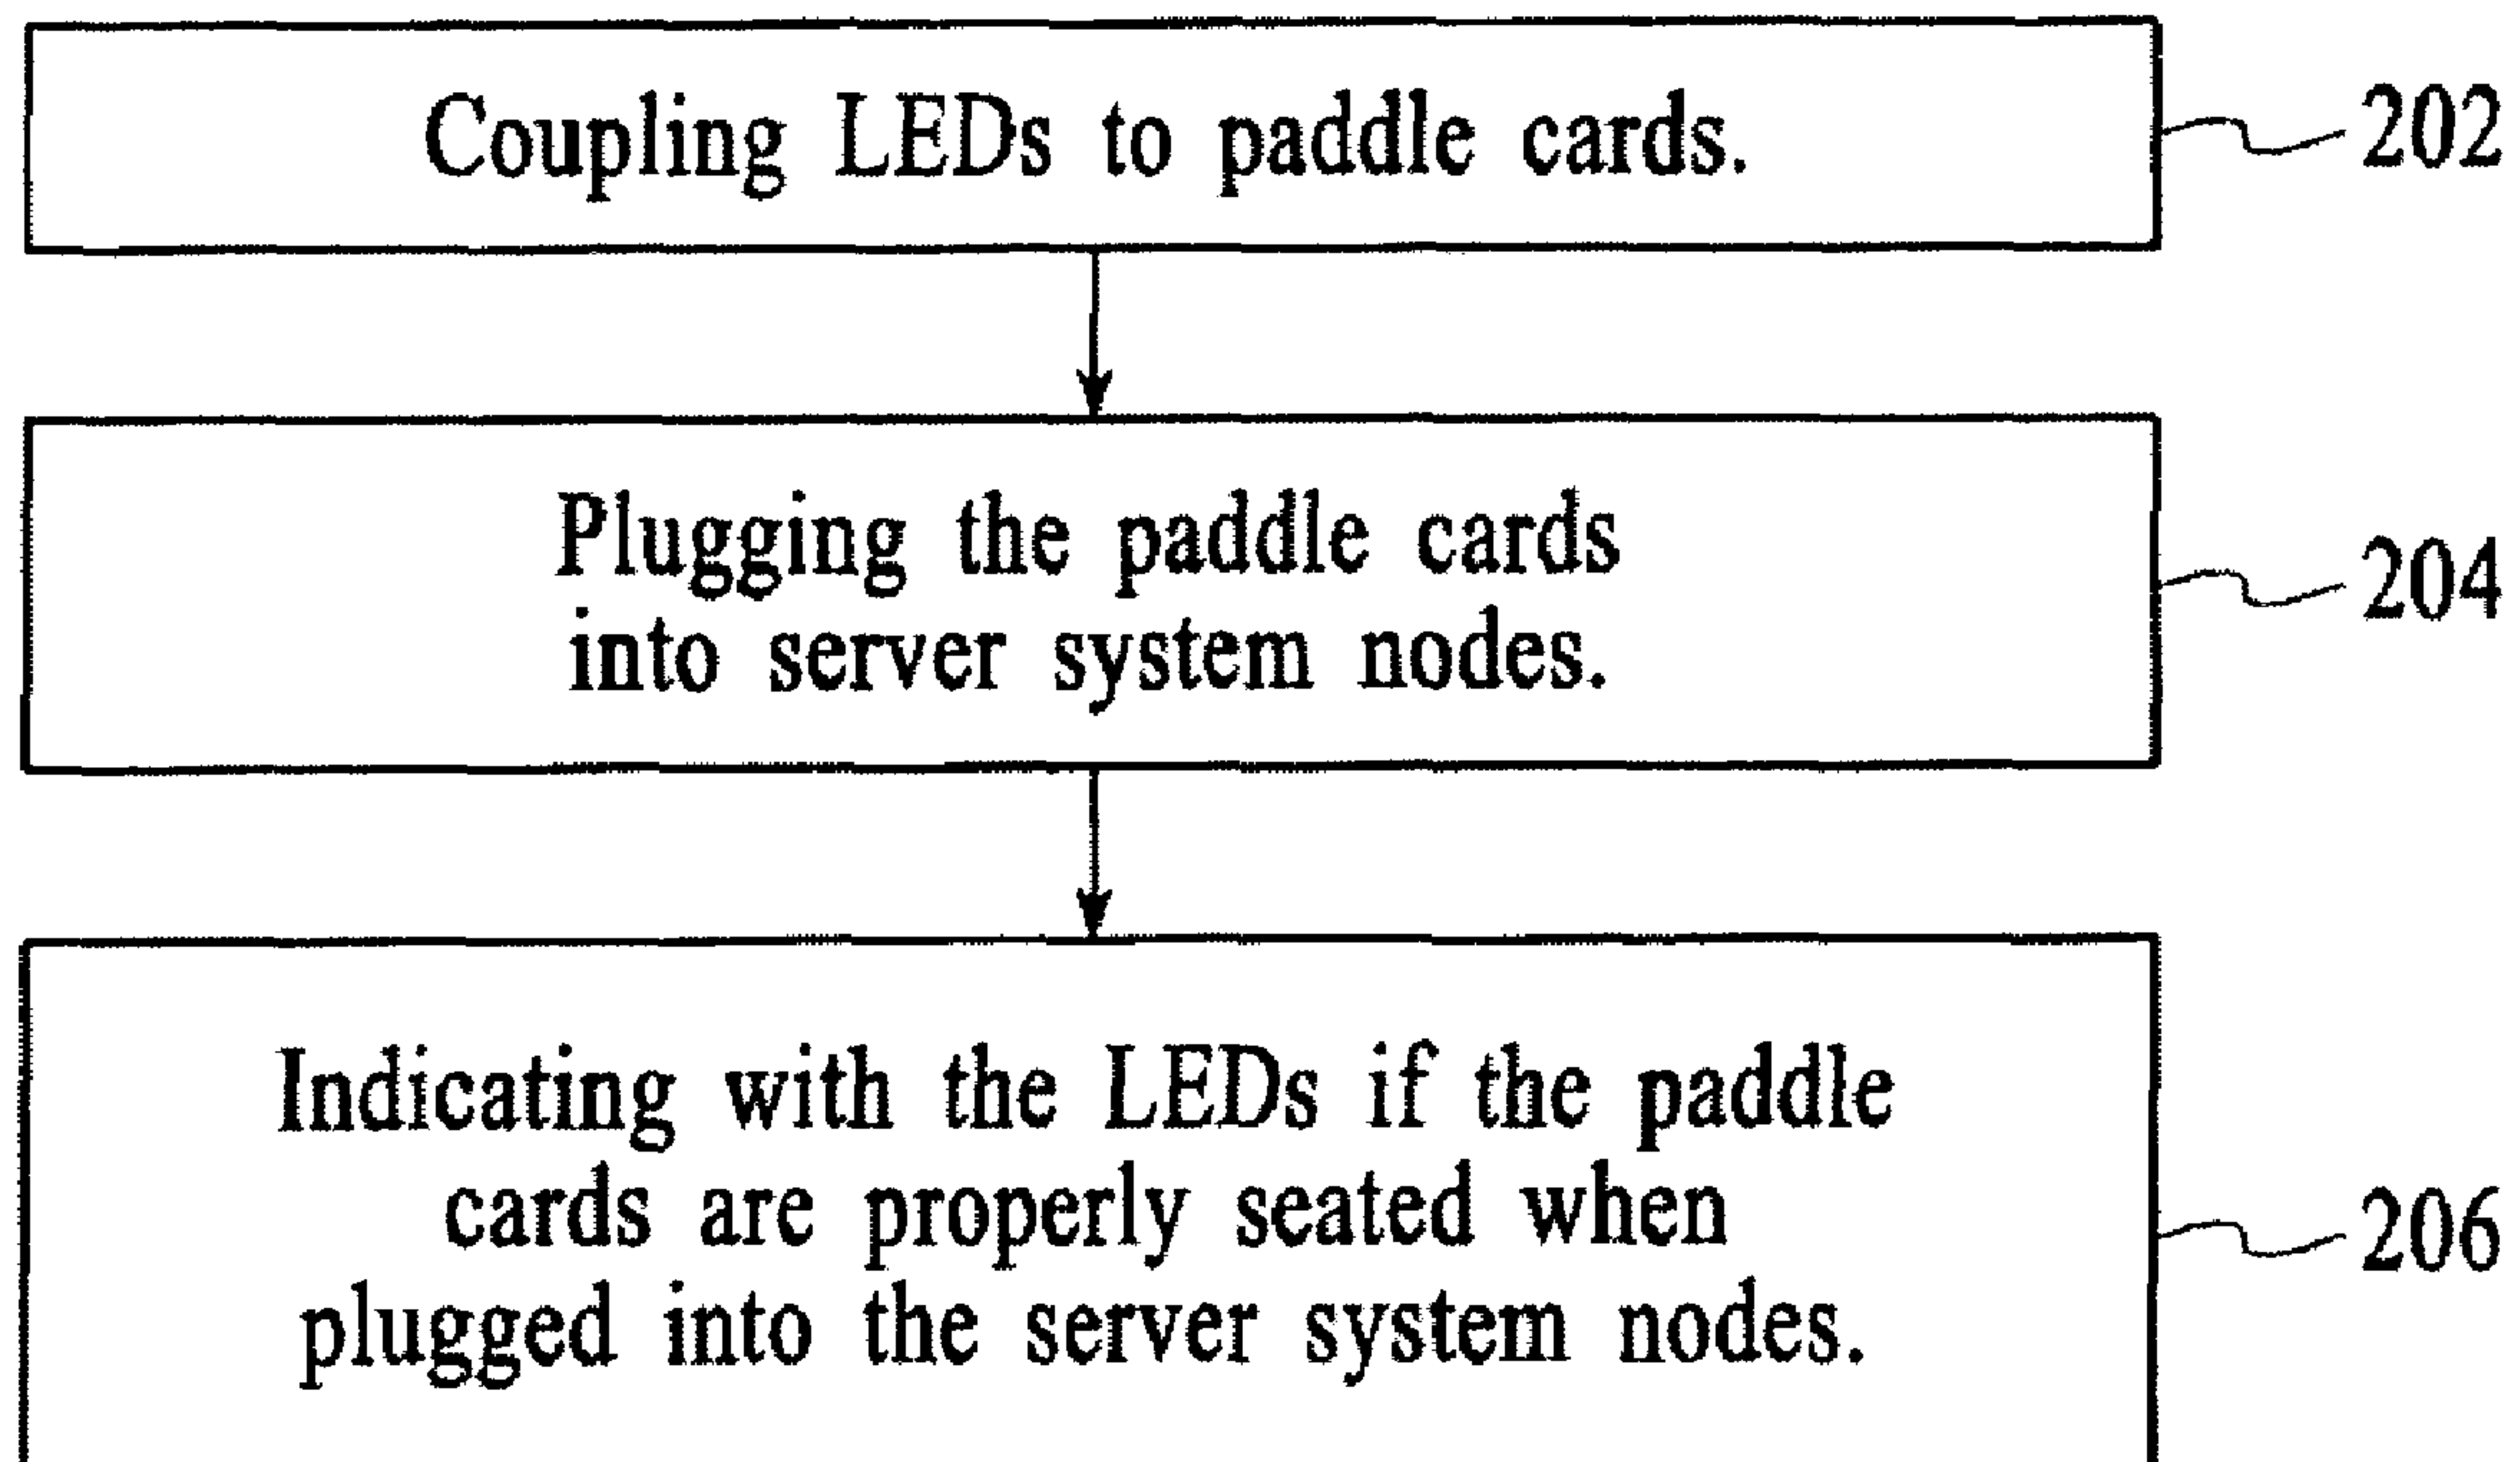 Coupling LEDs to paddle cards.
202
Plugging the paddle cards
into server system nodes.
204
Indicating with the LEDs if the paddle
cards are properly seated when
plugged into the server system nodes.
206